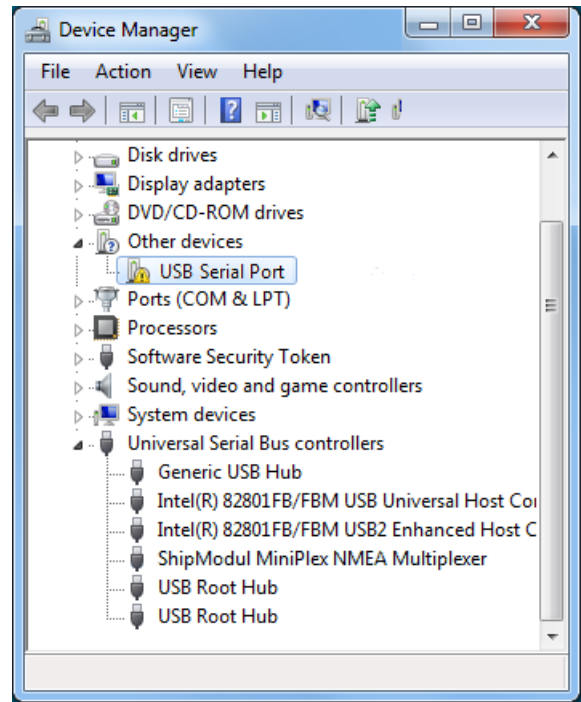 Device Manager
File Action View Help
Disk drives
Display adapters
DVD/CD-ROM drives
Other devices
USB Serial Port
Ports (COM & LPT)
Processors
Software Security Token
Sound, video and game controllers
System devices
Universal Serial Bus controllers
Generic USB Hub
Intel(R) 82801FB/FBM USB Universal Host Co
Intel(R) 82801FB/FBM USB2 Enhanced Host C
ShipModul MiniPlex NMEA Multiplexer
USB Root Hub
USB Root Hub